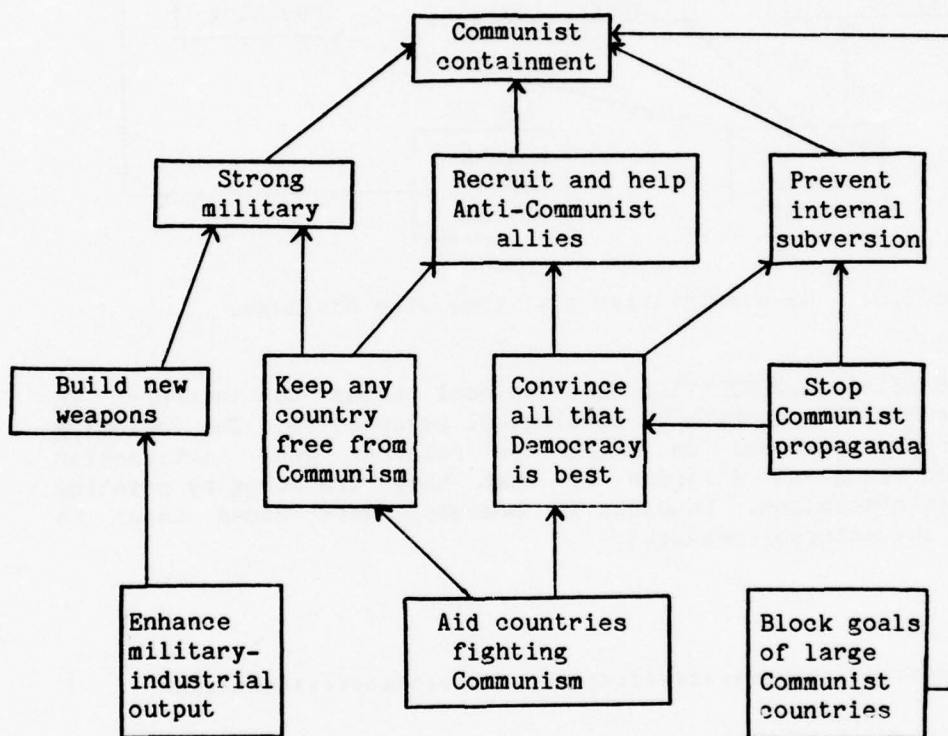 Communist
containment
Strong
military
Recruit and help
Anti-Communist
allies
Prevent
internal
subversion
Build new
weapons
Keep any
country
free from
Communism
Convince
all that
Democracy
is best
Stop
Communist
propaganda
Enhance
military-
industrial
output
Aid countries
fighting
Communism
Block goals
of large
Communist
countries